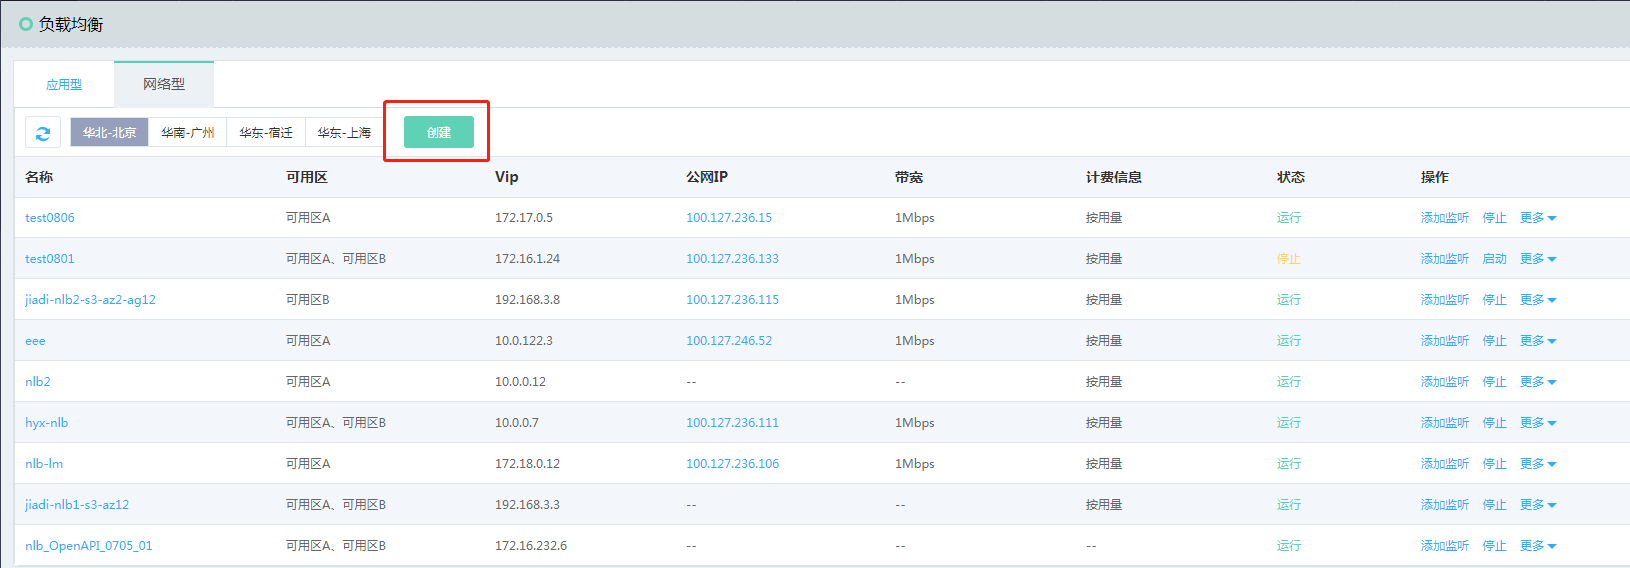 负载均衡
应用型 网络型
华北-北京 华南-广州 华东-宿迁 华东-上海 创建
名称 可用区 Vip 公网IP 带宽 计费信息 状态 操作
test0806 可用区A 172.17.0.5 100.127.236.15 1Mbps 按用量 运行 添加监听 停止 更多
test0801 可用区A、可用区B 172.16.1.24 100.127.236.133 1Mbps 按用量 停止 添加监听 启动 更多
jiadi-nlb2-s3-az2-ag12 可用区B 192.168.3.8 100.127.236.115 1Mbps 按用量 运行 添加监听 停止 更多
eee 可用区A 10.0.122.3 100.127.246.52 1Mbps 按用量 运行 添加监听 停止 更多
nlb2 可用区A 10.0.0.12 -- -- 按用量 运行 添加监听 停止 更多
hyx-nlb 可用区A、可用区B 10.0.0.7 100.127.236.111 1Mbps 按用量 运行 添加监听 停止 更多
nlb-lm 可用区A 172.18.0.12 100.127.236.106 1Mbps 按用量 运行 添加监听 停止 更多
jiadi-nlb1-s3-az12 可用区A、可用区B 192.168.3.3 -- -- 按用量 运行 添加监听 停止 更多
nlb_OpenAPI_0705_01 可用区A、可用区B 172.16.232.6 -- -- -- 运行 添加监听 停止 更多